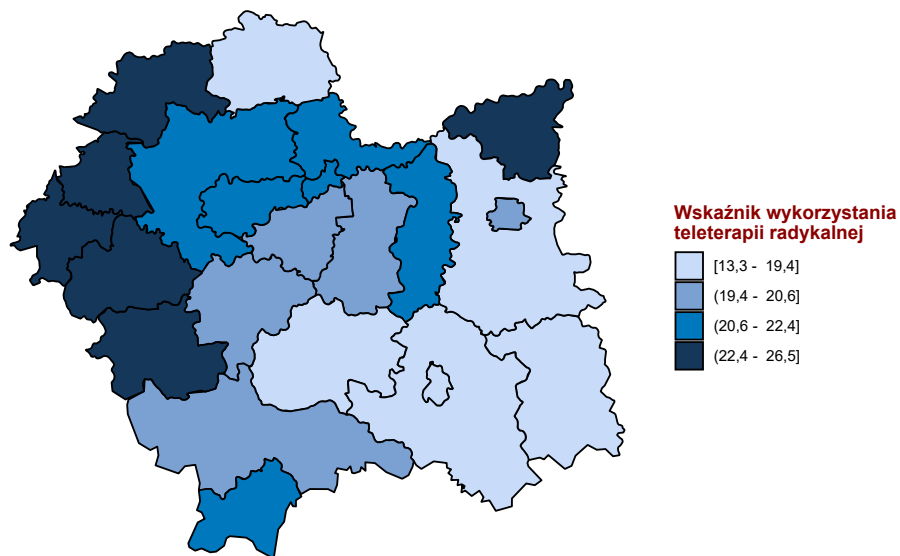 Wskaźnik wykorzystania
teleterapii radykalnej
[13,3 - 19,4]
(19,4 - 20,6]
(20,6 - 22,4]
(22,4 - 26,5]